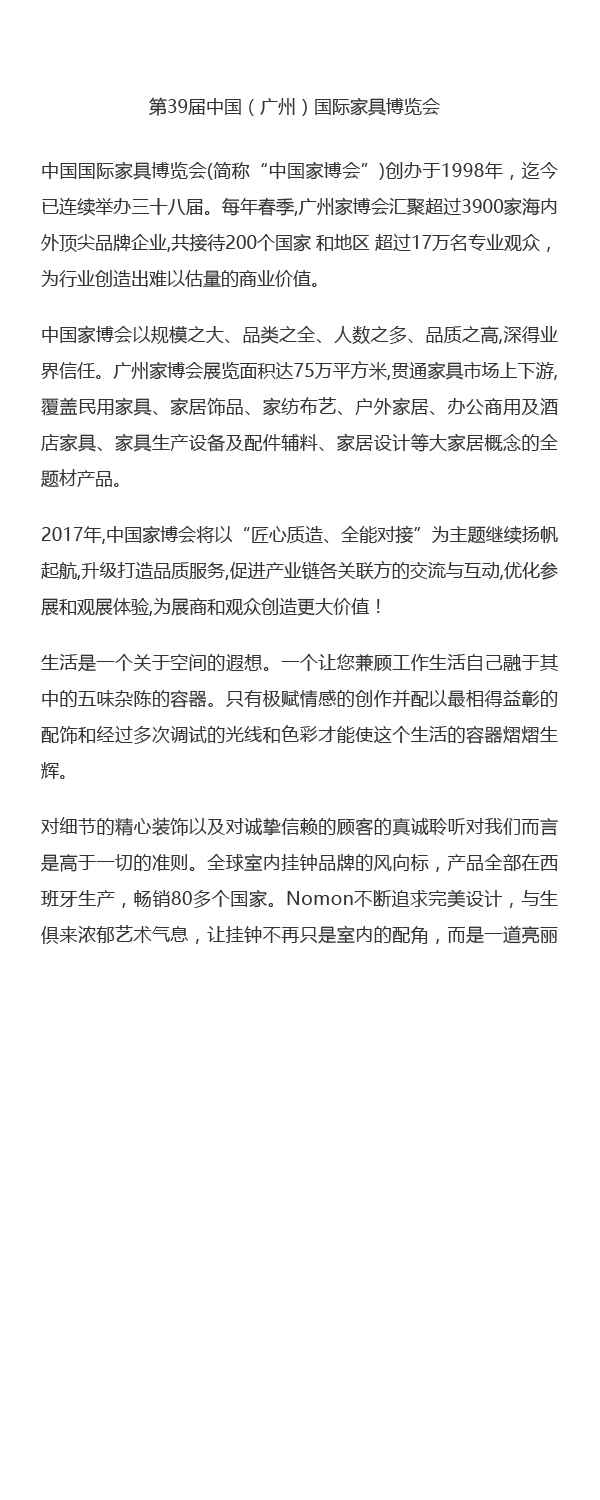 第39届中国（广州）国际家具博览会
中国国际家具博览会(简称“中国家博会”)创办于1998年，迄今
已连续举办三十八届。每年春季,广州家博会汇聚超过3900家海内
外顶尖品牌企业,共接待200个国家 和地区 超过17万名专业观众，
为行业创造出难以估量的商业价值。
中国家博会以规模之大、品类之全、人数之多、品质之高,深得业
界信任。广州家博会展览面积达75万平方米,贯通家具市场上下游,
覆盖民用家具、家居饰品、家纺布艺、户外家居、办公商用及酒
店家具、家具生产设备及配件辅料、家居设计等大家居概念的全
题材产品。
2017年,中国家博会将以“匠心质造、全能对接”为主题继续扬帆
起航,升级打造品质服务,促进产业链各关联方的交流与互动,优化参
展和观展体验,为展商和观众创造更大价值！
生活是一个关于空间的遐想。一个让您兼顾工作生活自己融于其
中的五味杂陈的容器。只有极赋情感的创作并配以最相得益彰的
配饰和经过多次调试的光线和色彩才能使这个生活的容器熠熠生
辉。
对细节的精心装饰以及对诚挚信赖的顾客的真诚聆听对我们而言
是高于一切的准则。全球室内挂钟品牌的风向标，产品全部在西
班牙生产，畅销80多个国家。Nomon不断追求完美设计，与生
俱来浓郁艺术气息，让挂钟不再只是室内的配角，而是一道亮丽